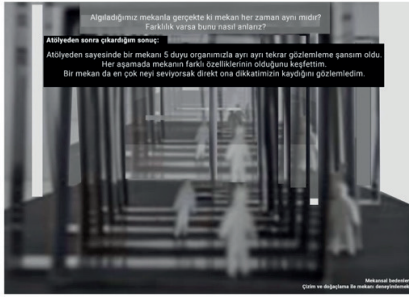 Algıladığımız mekanla gerçekte ki mekan her zaman aynı mıdır?
Farklılık varsa bunu nasıl anlarız?
Atölyeden sonra çıkardığım sonuç:
Atölyeden sayesinde bir mekanı 5 duyu organımızla ayrı ayrı tekrar gözlemleme şansım oldu.
Her aşamada mekanın farklı özelliklerinin olduğunu keşfettim.
Bir mekan da en çok neyi seviyorsak direkt ona dikkatimizin kaydığını gözlemledim.
Mekansal bedenler
Çizim ve doğaçlama ile mekanı deneyimlemek